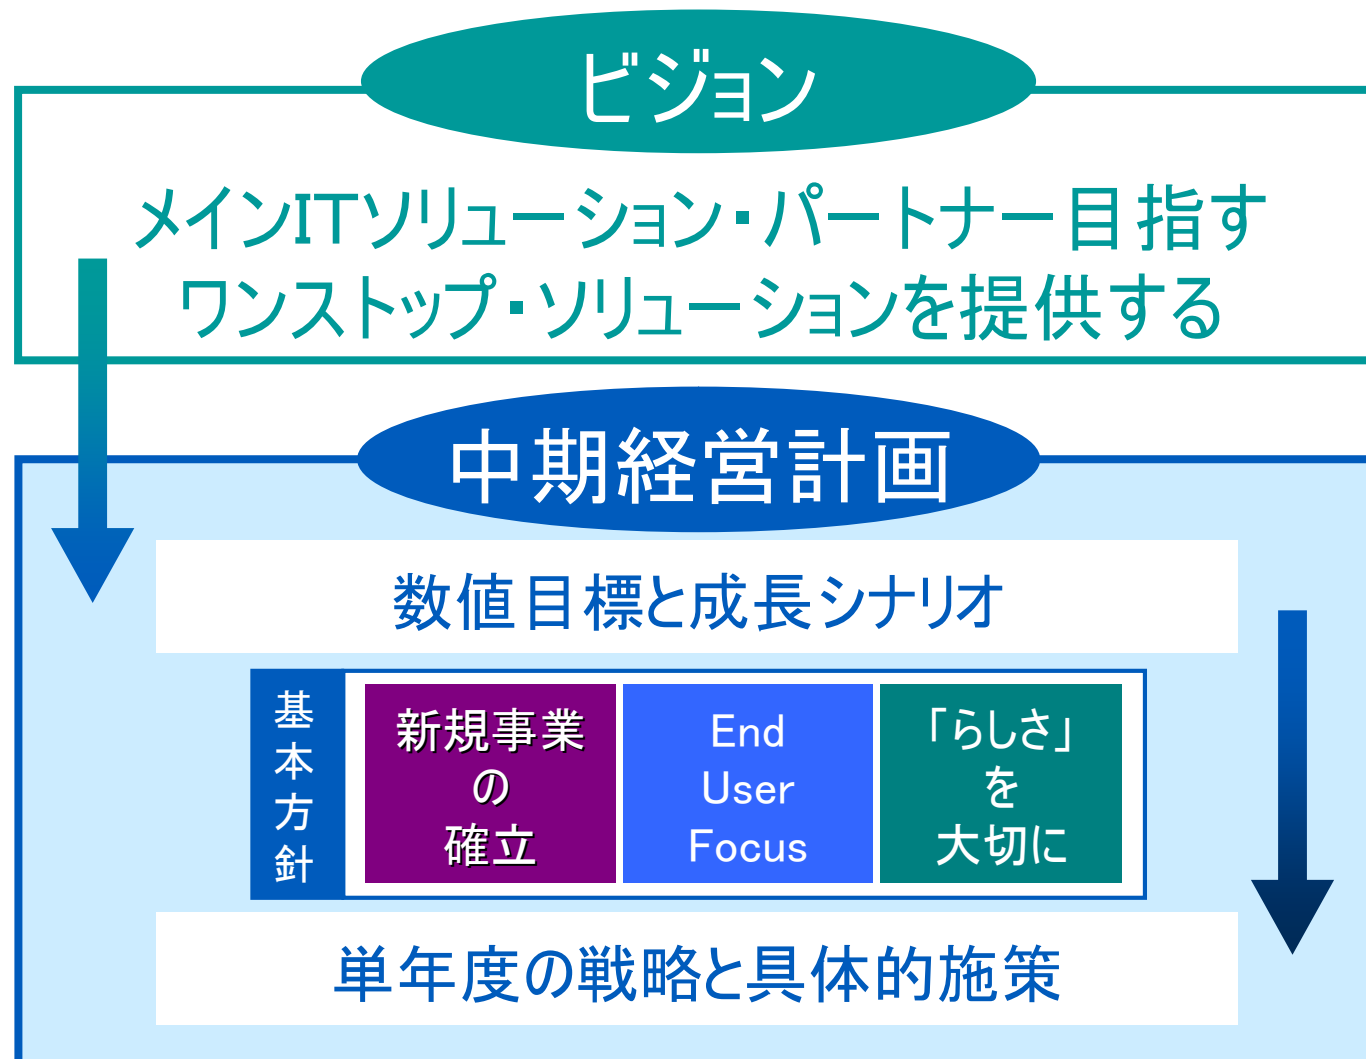 ビジョン
メインITソリューション・パートナー目指す
ワンストップ・ソリューションを提供する
中期経営計画
数値目標と成長シナリオ
基本方針
新規事業
の
確立
End
User
Focus
「らしさ」
を
大切に
単年度の戦略と具体的施策